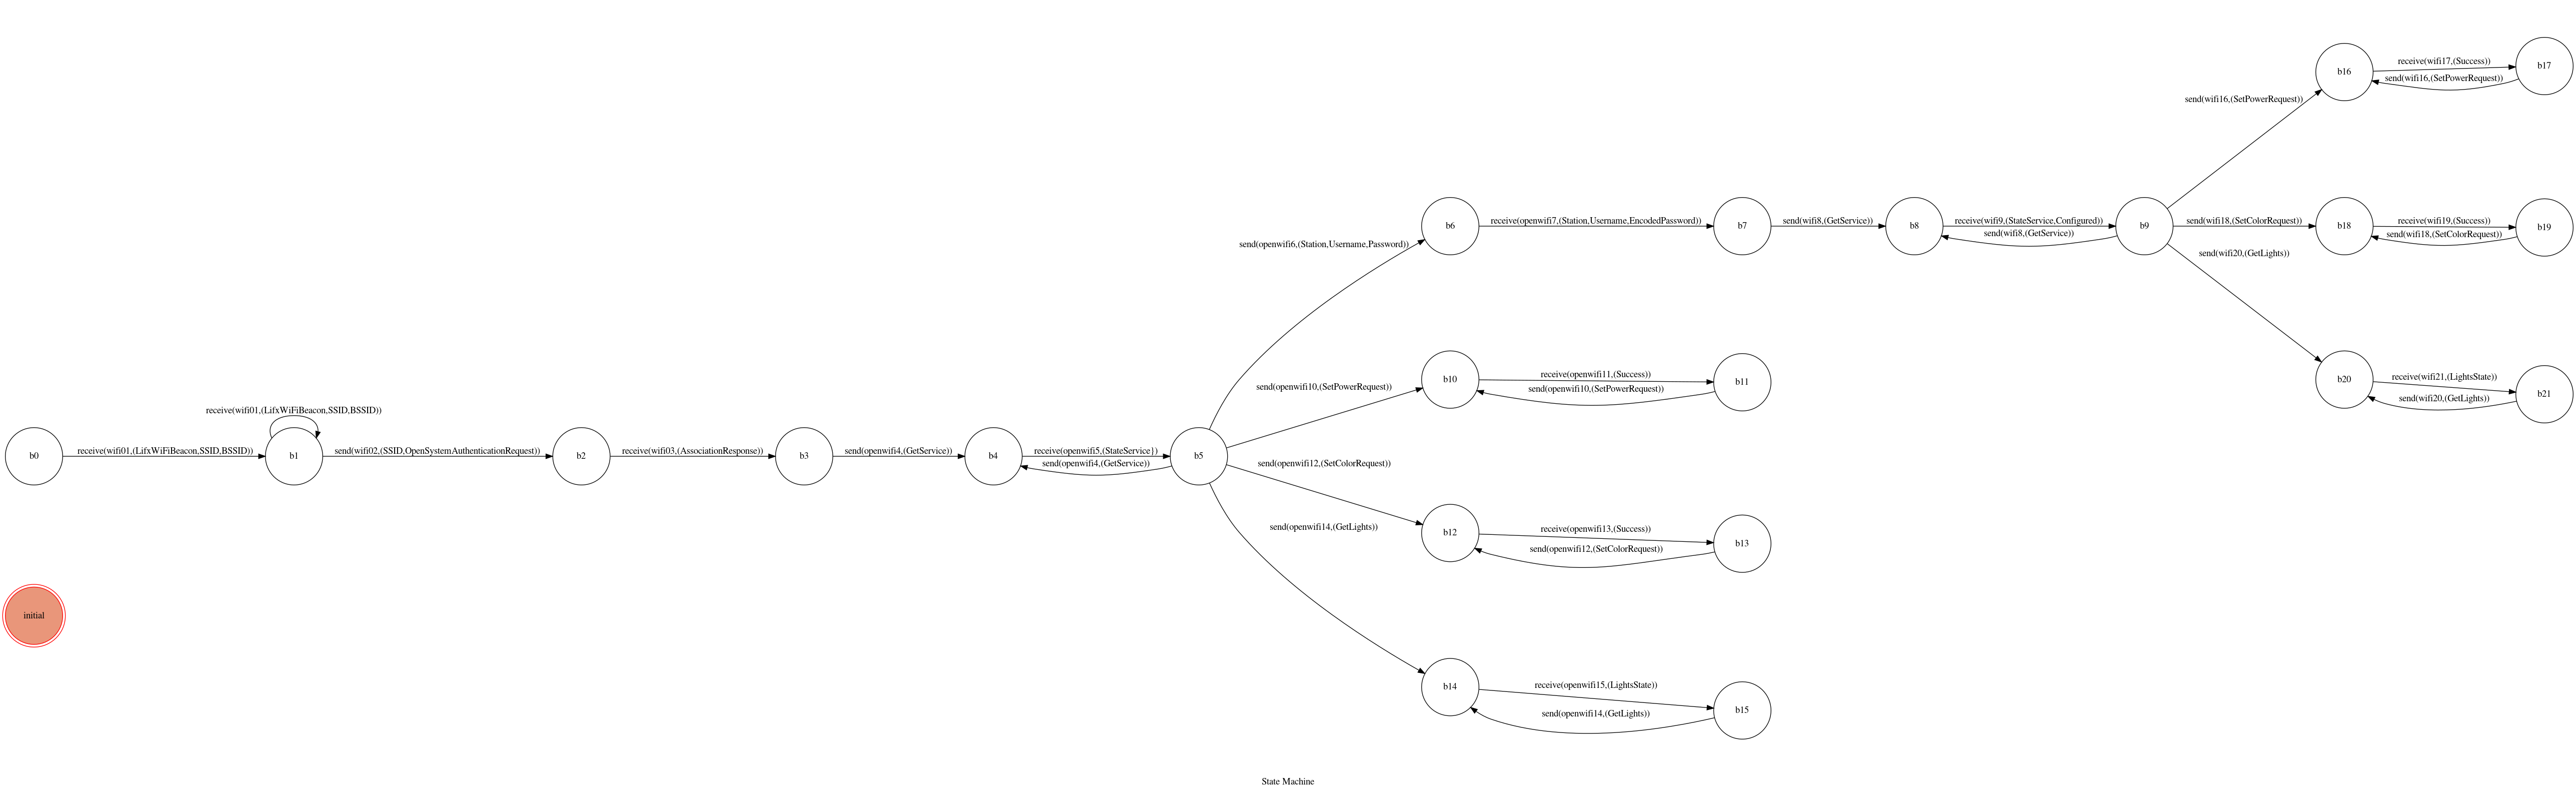 b16
receive(wifi17,(Success))
send(wifi16,(SetPowerRequest))
b17
send(wifi16,(SetPowerRequest))
send(openwifi6,(Station,Username,Password))
b6
receive(openwifi7,(Station,Username,EncodedPassword))
b7
send(wifi8,(GetService))
b8
receive(wifi9,(StateService,Configured))
send(wifi8,(GetService))
b9
send(wifi18,(SetColorRequest))
b18
receive(wifi19,(Success))
send(wifi18,(SetColorRequest))
b19
send(wifi20,(GetLights))
send(openwifi10,(SetPowerRequest))
b10
receive(openwifi11,(Success))
send(openwifi10,(SetPowerRequest))
b11
b20
receive(wifi21,(LightsState))
send(wifi20,(GetLights))
b21
receive(wifi01,(LifxWiFiBeacon,SSID,BSSID))
b0
receive(wifi01,(LifxWiFiBeacon,SSID,BSSID))
b1
send(wifi02,(SSID,OpenSystemAuthenticationRequest))
b2
receive(wifi03,(AssociationResponse))
b3
send(openwifi4,(GetService))
b4
receive(openwifi5,(StateService})
send(openwifi4,(GetService))
b5
send(openwifi12,(SetColorRequest))
b12
receive(openwifi13,(Success))
send(openwifi12,(SetColorRequest))
b13
send(openwifi14,(GetLights))
initial
b14
receive(openwifi15,(LightsState))
send(openwifi14,(GetLights))
b15
State Machine